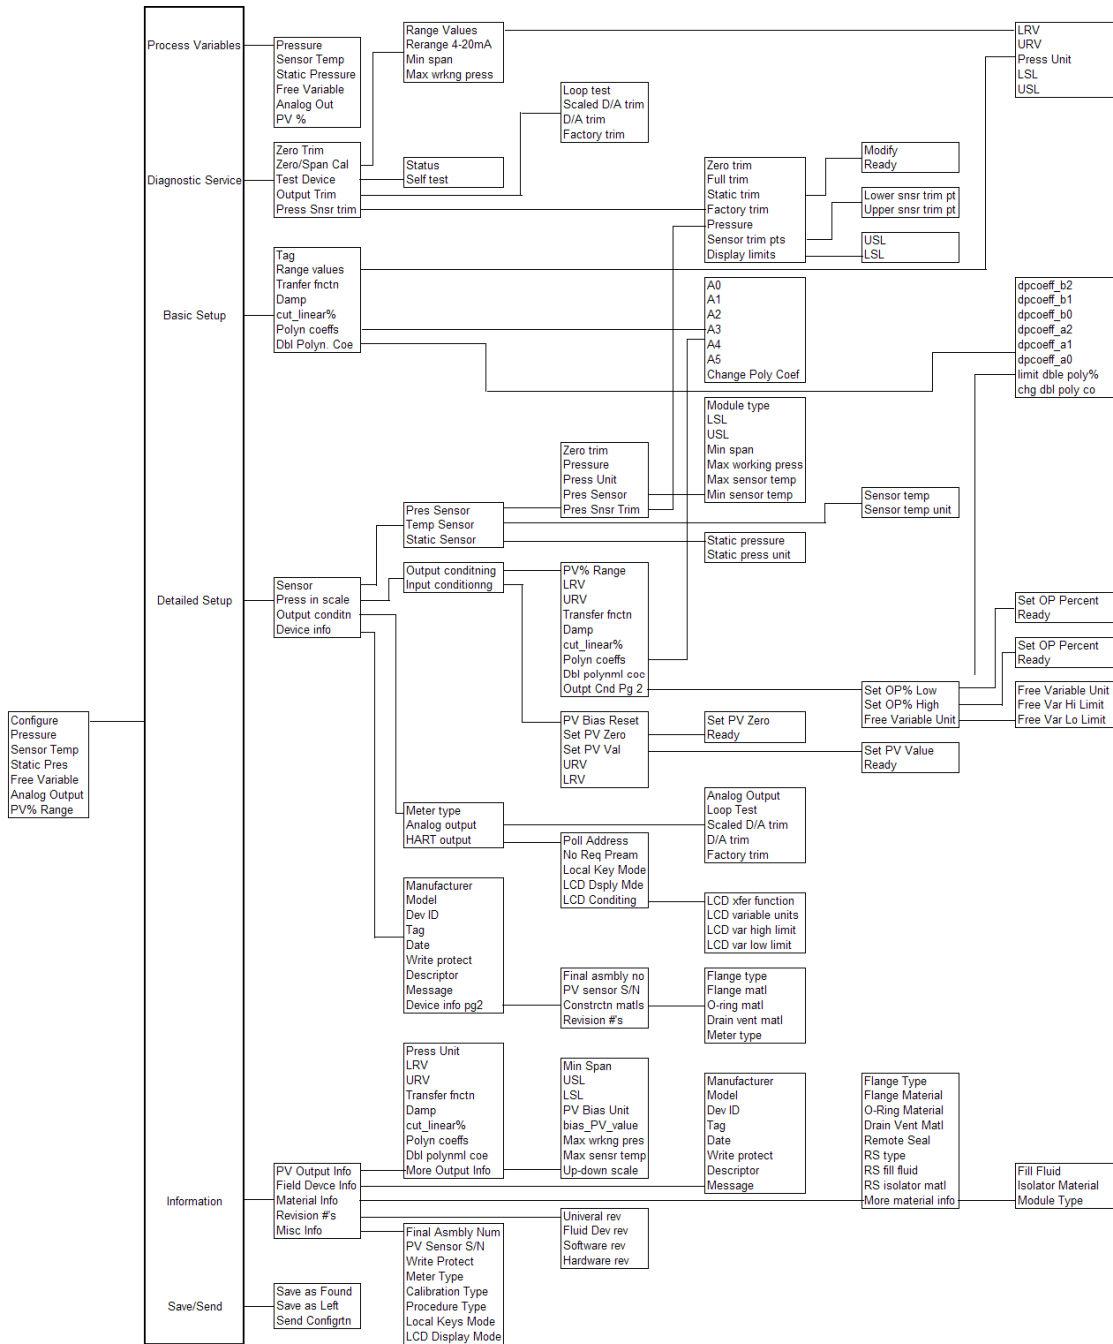 Configure
Pressure
Sensor Temp
Static Pres
Free Variable
Analog Output
PV% Range
Process Variables
Diagnostic Service
Basic Setup
Detailed Setup
Information
Save/Send
Pressure
Sensor Temp
Static Pressure
Free Variable
Analog Out
PV %
Zero Trim
Zero/Span Cal
Test Device
Output Trim
Press Snsr trim
Tag
Range values
Tranfer fnctn
Damp
cut_linear%
Polyn coeffs
Dbl Polyn. Coe
Sensor
Press in scale
Output conditn
Device info
PV Output Info
Field Devce Info
Material Info
Revision #'s
Misc Info
Save as Found
Save as Left
Send Configrtn
Range Values
Rerange 4-20mA
Min span
Max wrkng press
Status
Self test
Pres Sensor
Temp Sensor
Static Sensor
Output conditning
Input conditionng
Meter type
Analog output
HART output
Manufacturer
Model
Dev ID
Tag
Date
Write protect
Descriptor
Message
Device info pg2
Press Unit
LRV
URV
Transfer fnctn
Damp
cut_linear%
Polyn coeffs
Dbl polynml coe
More Output Info
Final Asmbly Num
PV Sensor S/N
Write Protect
Meter Type
Calibration Type
Procedure Type
Local Keys Mode
LCD Display Mode
Loop test
Scaled D/A trim
D/A trim
Factory trim
Zero trim
Pressure
Press Unit
Pres Sensor
Pres Snsr Trim
PV% Range
LRV
URV
Transfer fnctn
Damp
cut_linear%
Polyn coeffs
Dbl polynml coc
Outpt Cnd Pg 2
PV Bias Reset
Set PV Zero
Set PV Val
URV
LRV
Poll Address
No Req Pream
Local Key Mode
LCD Dsply Mde
LCD Conditing
Final asmbly no
PV sensor S/N
Constrctn matls
Revision #'s
Min Span
USL
LSL
PV Bias Unit
bias_PV_value
Max wrkng pres
Max sensr temp
Up-down scale
Univeral rev
Fluid Dev rev
Software rev
Hardware rev
Zero trim
Full trim
Static trim
Factory trim
Pressure
Sensor trim pts
Display limits
A0
A1
A2
A3
A4
A5
Change Poly Coef
Module type
LSL
USL
Min span
Max working press
Max sensor temp
Min sensor temp
Static pressure
Static press unit
Set PV Zero
Ready
Analog Output
Loop Test
Scaled D/A trim
D/A trim
Factory trim
LCD xfer function
LCD variable units
LCD var high limit
LCD var low limit
Flange type
Flange matl
O-ring matl
Drain vent matl
Meter type
Manufacturer
Model
Dev ID
Tag
Date
Write protect
Descriptor
Message
Modify
Ready
Lower snsr trim pt
Upper snsr trim pt
USL
LSL
Sensor temp
Sensor temp unit
Set OP% Low
Set OP% High
Free Variable Unit
Set PV Value
Ready
Flange Type
Flange Material
O-Ring Material
Drain Vent Matl
Remote Seal
RS type
RS fill fluid
RS isolator matl
More material info
LRV
URV
Press Unit
LSL
USL
dpcoeff_b2
dpcoeff_b1
dpcoeff_b0
dpcoeff_a2
dpcoeff_a1
dpcoeff_a0
limit dble poly%
chg dbl poly co
Set OP Percent
Ready
Set OP Percent
Ready
Free Variable Unit
Free Var Hi Limit
Free Var Lo Limit
Fill Fluid
Isolator Material
Module Type